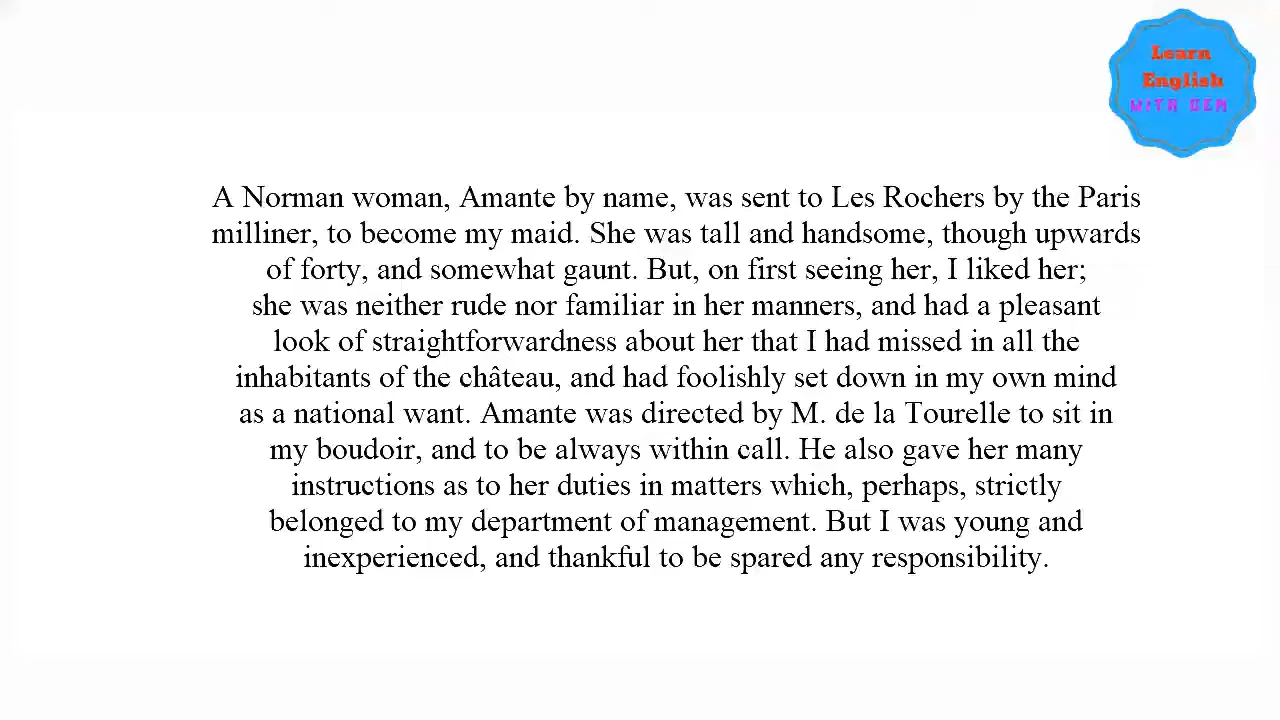 Learn
English
WITH GEM
A Norman woman, Amante by name, was sent to Les Rochers by the Paris
milliner, to become my maid. She was tall and handsome, though upwards
of forty, and somewhat gaunt. But, on first seeing her, I liked her;
she was neither rude nor familiar in her manners, and had a pleasant
look of straightforwardness about her that I had missed in all the
inhabitants of the château, and had foolishly set down in my own mind
as a national want. Amante was directed by M. de la Tourelle to sit in
my boudoir, and to be always within call. He also gave her many
instructions as to her duties in matters which, perhaps, strictly
belonged to my department of management. But I was young and
inexperienced, and thankful to be spared any responsibility.